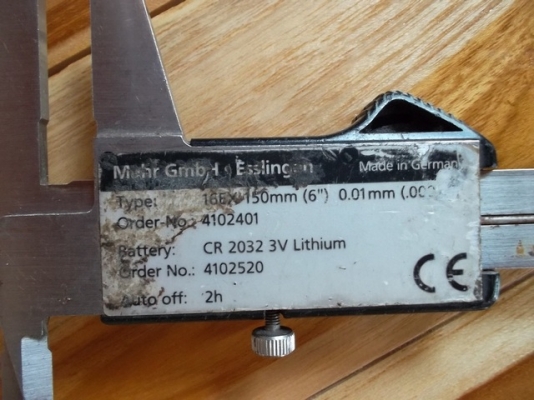 Mahr GmbH · Esslingen Made in Germany
Type: 16EX 150mm (6") 0.01mm
Order-No.: 4102401
Battery: CR 2032 3V Lithium
Order No.: 4102520
Auto off: 2h
CE